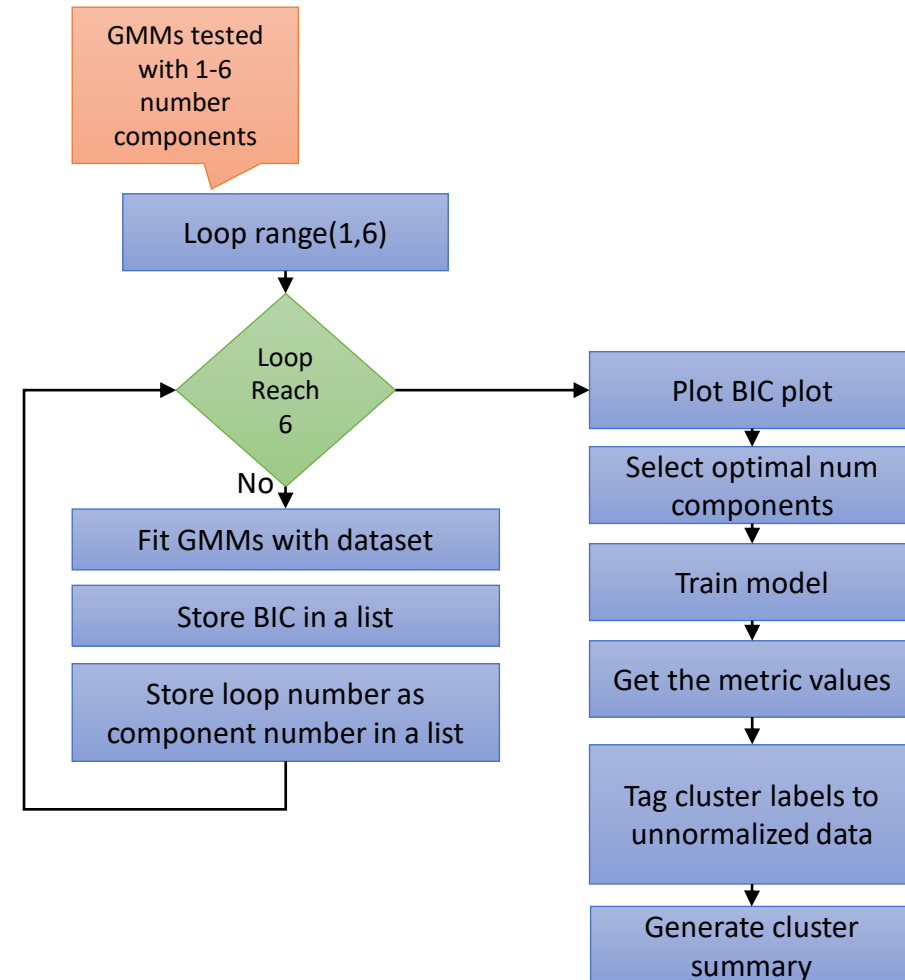 GMMs tested
with 1-6
number
components
Loop range(1,6)
Loop
Reach
6
No
Fit GMMs with dataset
Store BIC in a list
Store loop number as
component number in a list
Plot BIC plot
Select optimal num
components
Train model
Get the metric values
Tag cluster labels to
unnormalized data
Generate cluster
summary